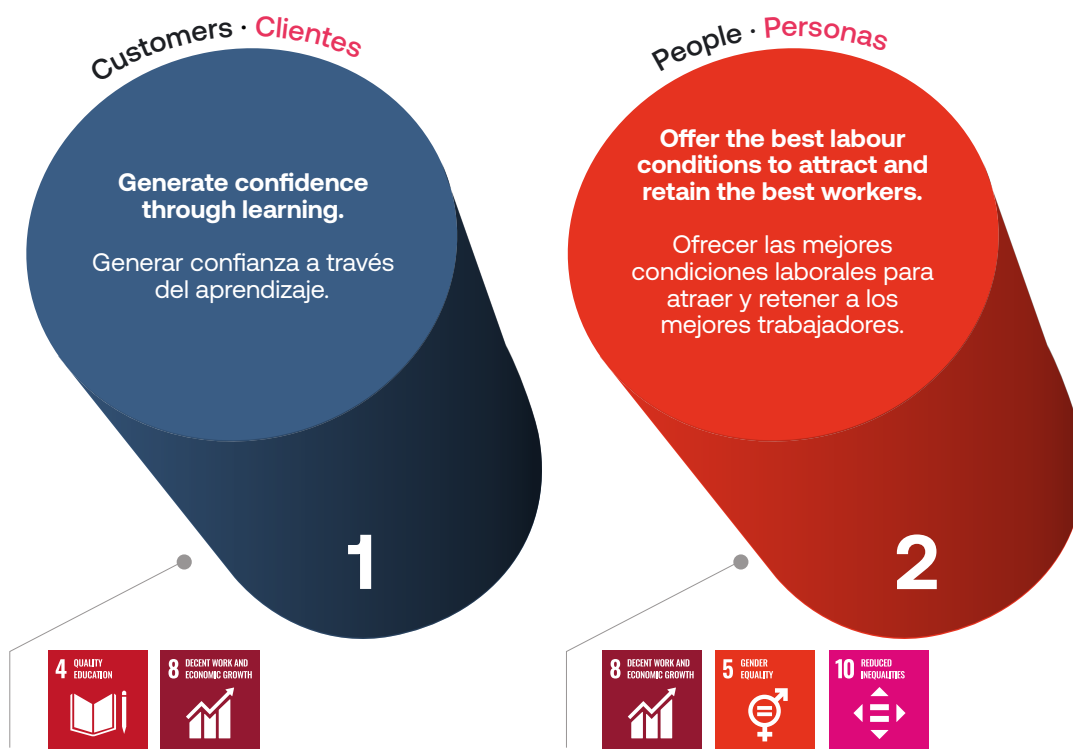 Customers · Clientes
Generate confidence
through learning.
Generar confianza a través
del aprendizaje.
1
4 QUALITY
EDUCATION
8 DECENT WORK AND
ECONOMIC GROWTH
People · Personas
Offer the best labour
conditions to attract and
retain the best workers.
Ofrecer las mejores
condiciones laborales para
atraer y retener a los
mejores trabajadores.
2
8 DECENT WORK AND
ECONOMIC GROWTH
5 GENDER
EQUALITY
10 REDUCED
INEQUALITIES